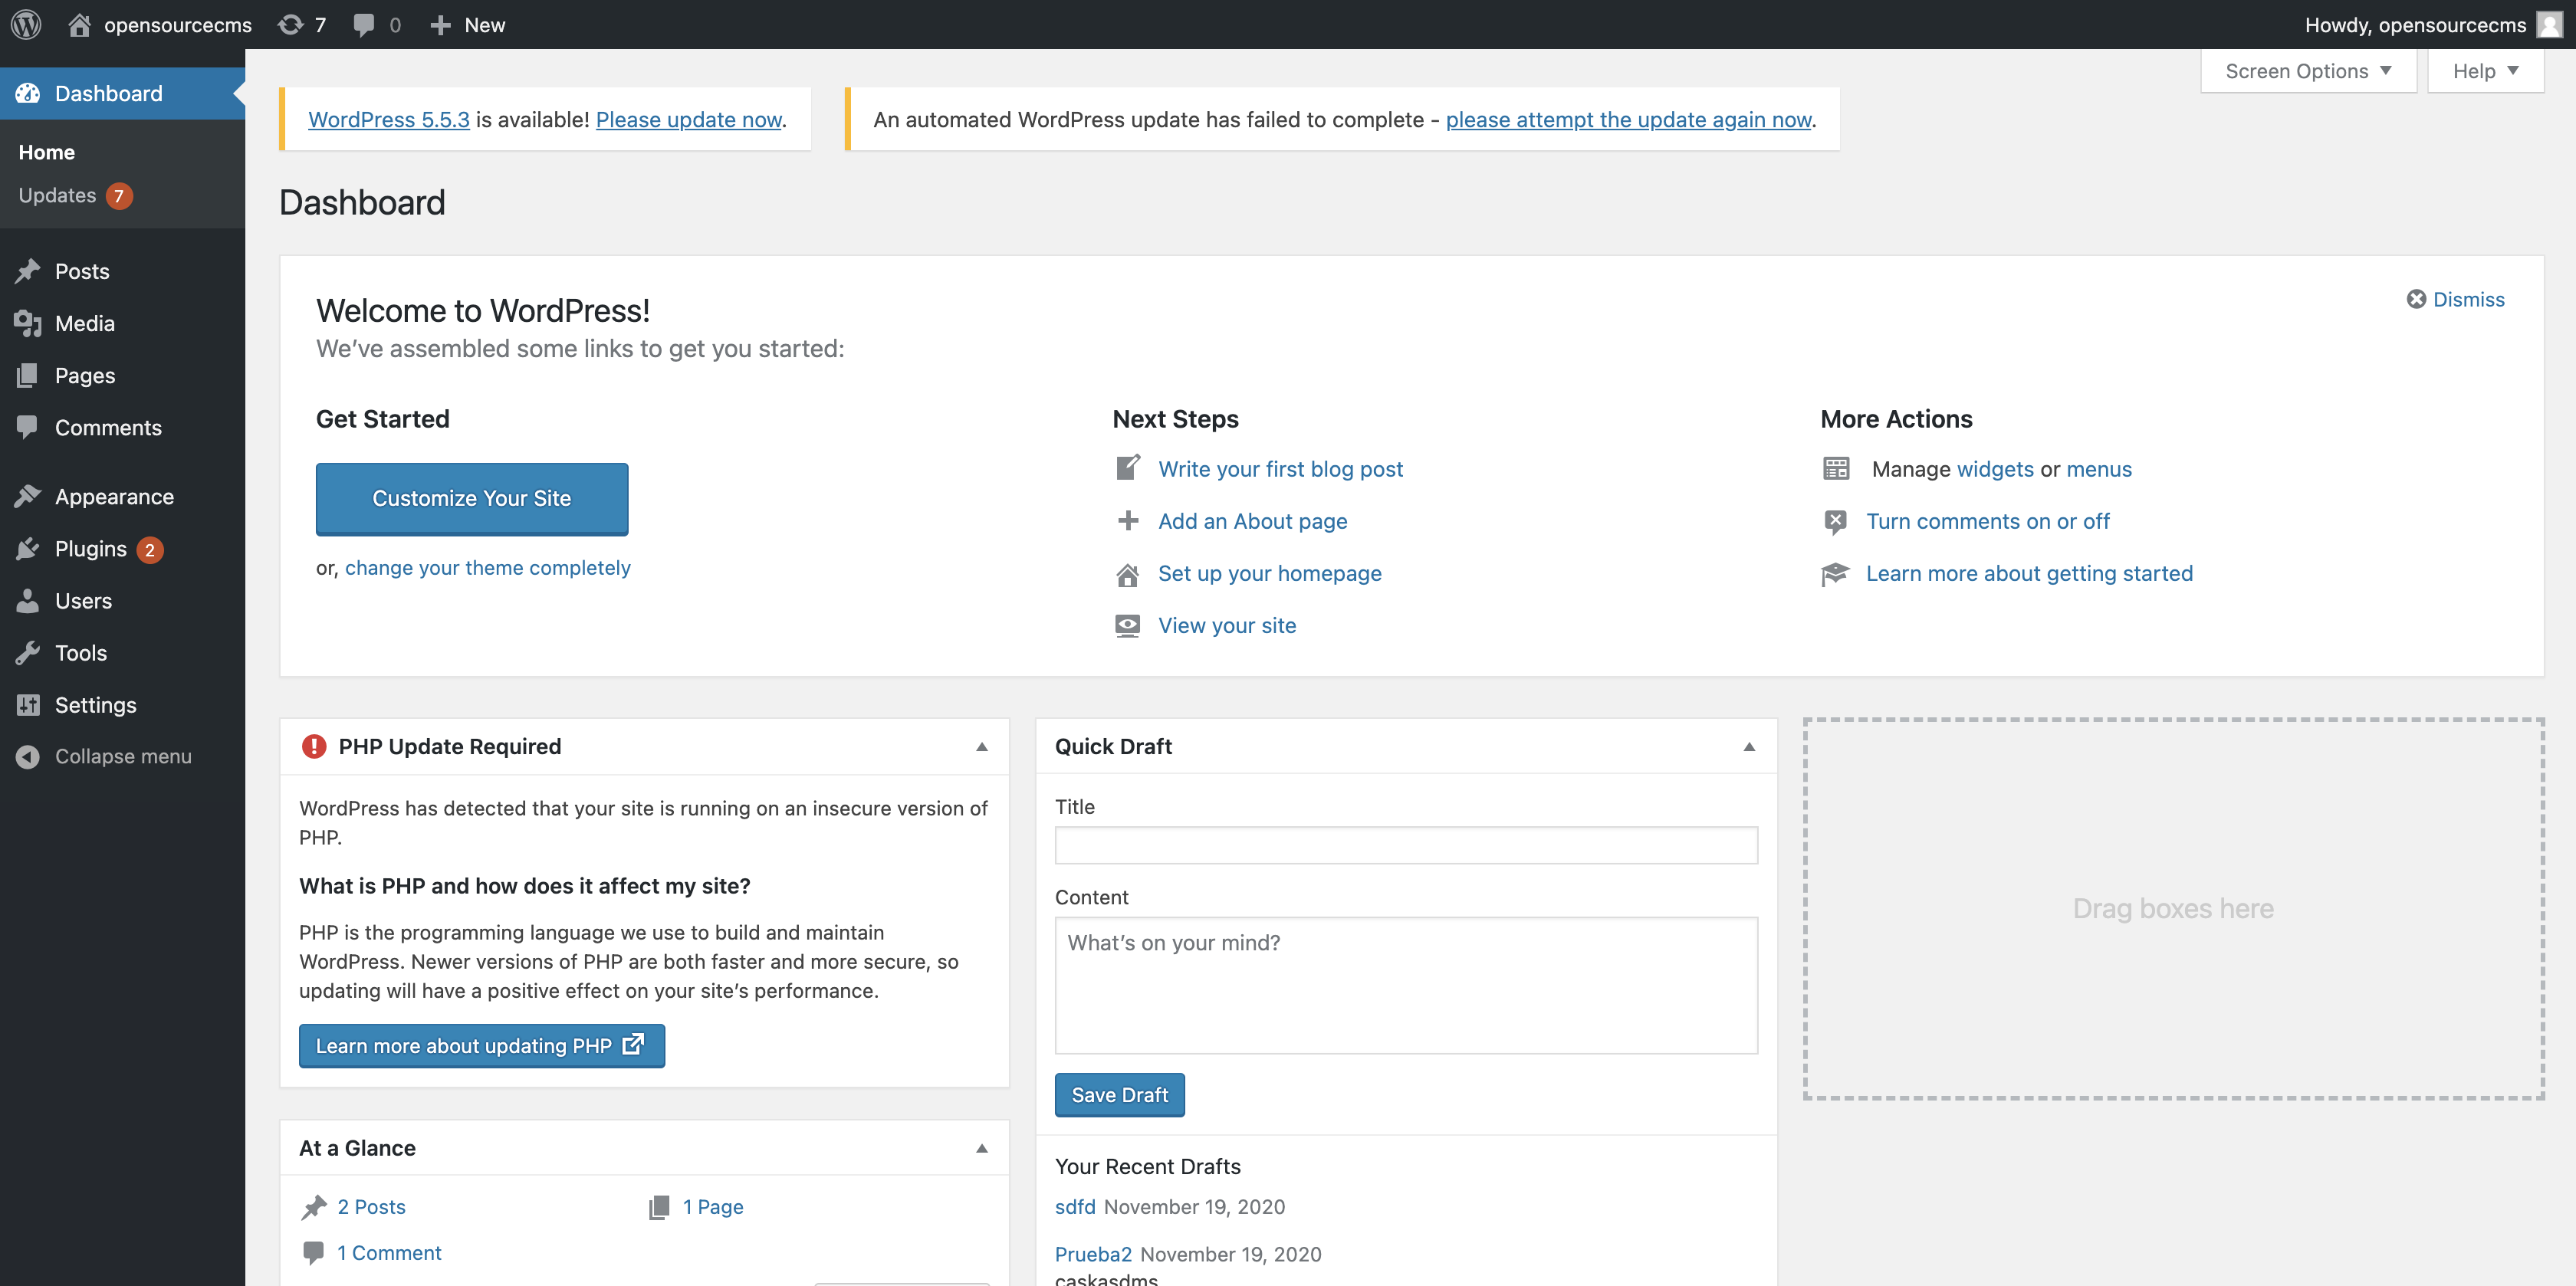 opensourcecms 7 0 New Howdy, opensourcecms
Screen Options Help
Dashboard
Home
Updates 7
Posts
Media
Pages
Comments
Appearance
Plugins 2
Users
Tools
Settings
Collapse menu
WordPress 5.5.3 is available! Please update now.
An automated WordPress update has failed to complete - please attempt the update again now.
Dashboard
Welcome to WordPress!
We’ve assembled some links to get you started:
Dismiss
Get Started
Customize Your Site
or, change your theme completely
Next Steps
Write your first blog post
Add an About page
Set up your homepage
View your site
More Actions
Manage widgets or menus
Turn comments on or off
Learn more about getting started
PHP Update Required
WordPress has detected that your site is running on an insecure version of
PHP.
What is PHP and how does it affect my site?
PHP is the programming language we use to build and maintain
WordPress. Newer versions of PHP are both faster and more secure, so
updating will have a positive effect on your site’s performance.
Learn more about updating PHP
At a Glance
2 Posts
1 Page
1 Comment
Quick Draft
Title
Content
What’s on your mind?
Save Draft
Your Recent Drafts
sdfd November 19, 2020
Prueba2 November 19, 2020
caskasdms
Drag boxes here